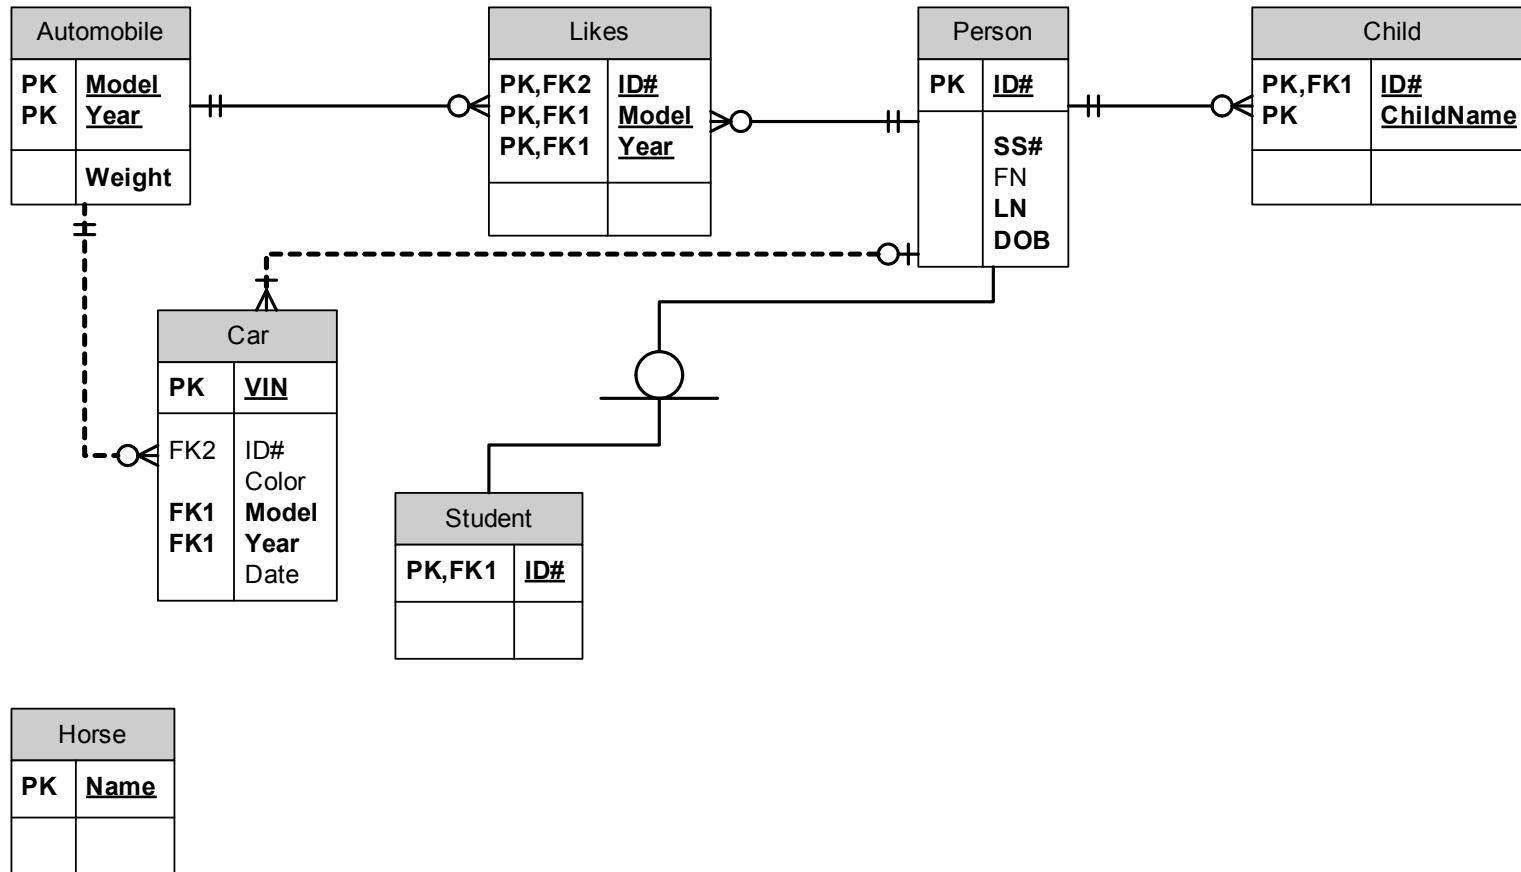 Automobile
PK Model
PK Year
Weight
Likes
PK,FK2 ID#
PK,FK1 Model
PK,FK1 Year
Person
PK ID#
SS#
FN
LN
DOB
Child
PK,FK1 ID#
PK ChildName
Car
PK VIN
FK2 ID#
Color
FK1 Model
FK1 Year
Date
Student
PK,FK1 ID#
Horse
PK Name